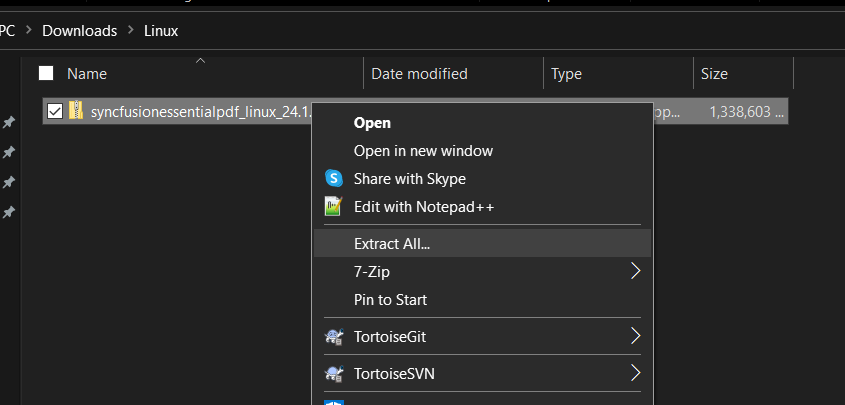 PC > Downloads > Linux
Name Date modified Type Size
syncfusionessentialpdf_linux_24.1. pp... 1,338,603 ...
Open
Open in new window
Share with Skype
Edit with Notepad++
Extract All...
7-Zip
Pin to Start
TortoiseGit
TortoiseSVN